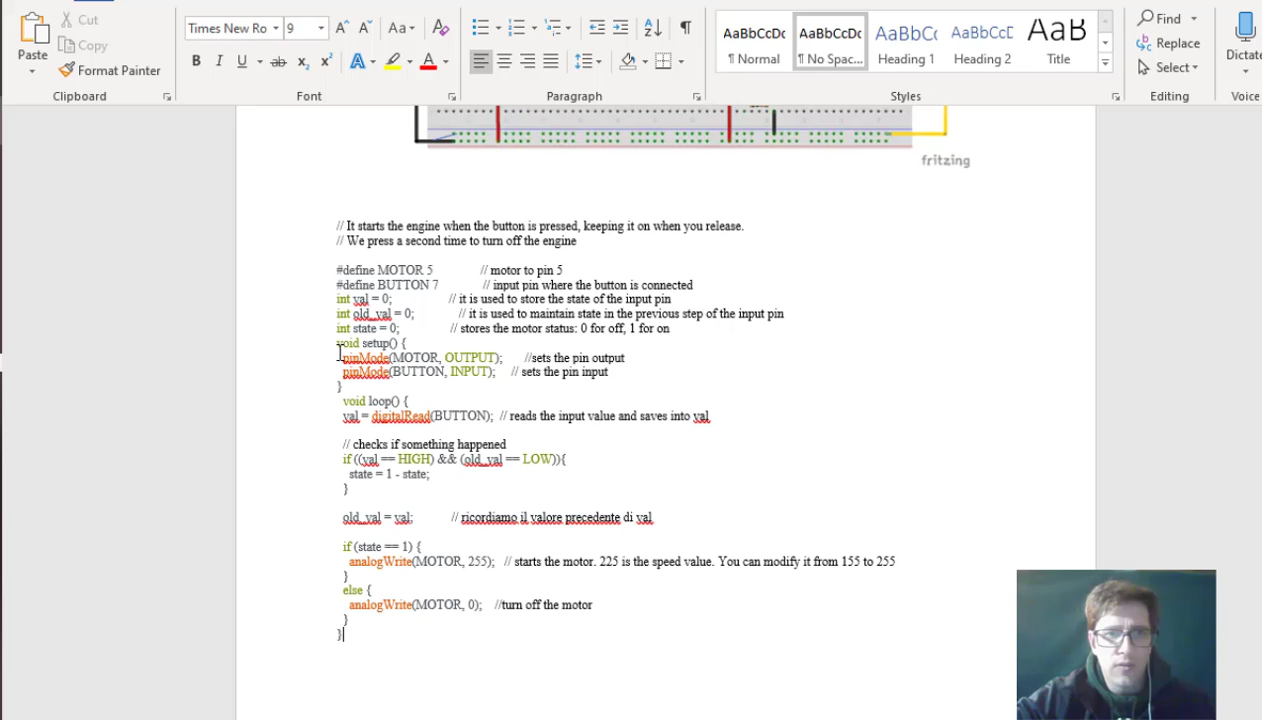 Cut
Copy
Paste
Format Painter
Clipboard
Times New Ro
9
Aa
B I U ab x₂ x² A A
Font
Paragraph
AaBbCcDc AaBbCcDc AaBbCc AaBbCcD AaB
¶ Normal ¶ No Spac... Heading 1 Heading 2 Title
Styles
Find
Replace
Select
Editing
Dictate
Voice
fritzing
// It starts the engine when the button is pressed, keeping it on when you release.
// We press a second time to turn off the engine
#define MOTOR 5 // motor to pin 5
#define BUTTON 7 // input pin where the button is connected
int val = 0; // it is used to store the state of the input pin
int old_val = 0; // it is used to maintain state in the previous step of the input pin
int state = 0; // stores the motor status: 0 for off, 1 for on
void setup() {
pinMode(MOTOR, OUTPUT); //sets the pin output
pinMode(BUTTON, INPUT); // sets the pin input
}
void loop() {
val = digitalRead(BUTTON); // reads the input value and saves into val
// checks if something happened
if ((val == HIGH) && (old_val == LOW)){
state = 1 - state;
}
old_val = val; // ricordiamo il valore precedente di val
if (state == 1) {
analogWrite(MOTOR, 255); // starts the motor. 225 is the speed value. You can modify it from 155 to 255
}
else {
analogWrite(MOTOR, 0); //turn off the motor
}
}